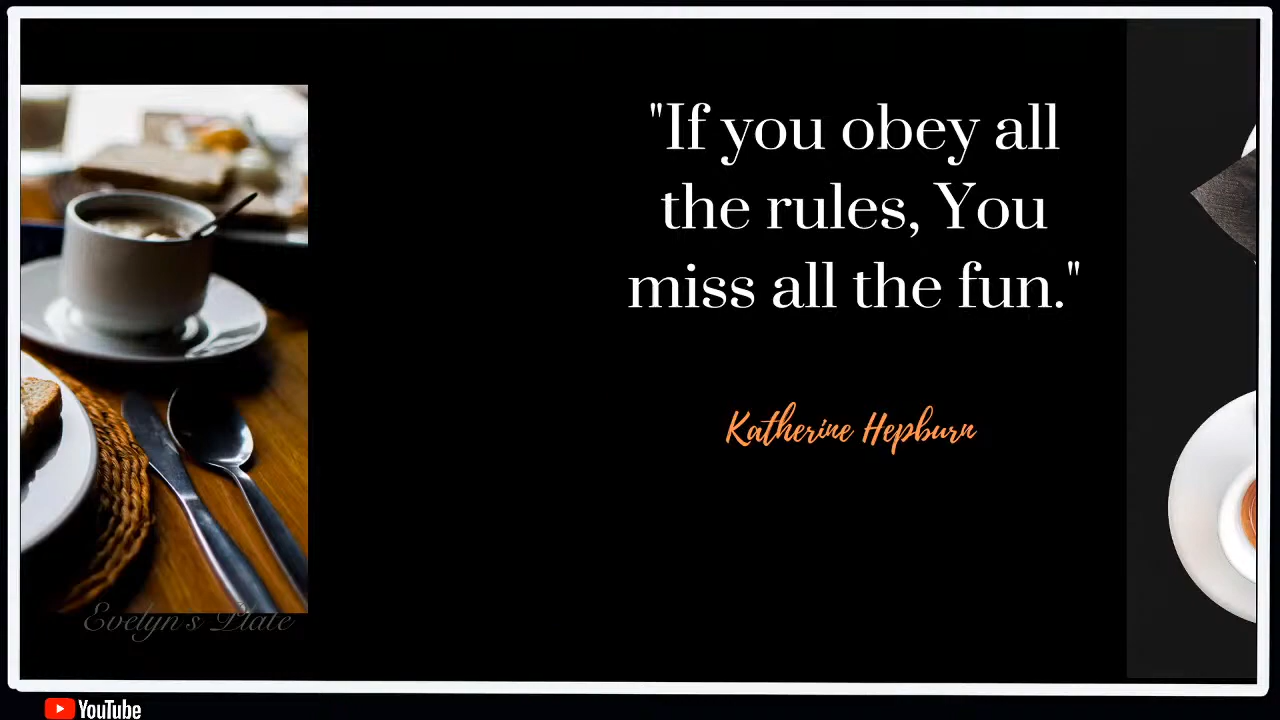 "If you obey all
the rules, You
miss all the fun."
Katherine Hepburn
Evelyn's Plate
YouTube